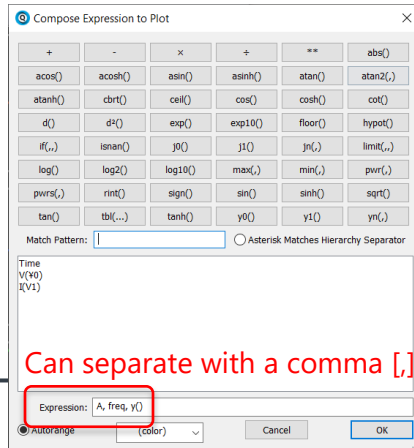 Compose Expression to Plot
+ - × ÷ ** abs()
acos() acosh() asin() asinh() atan() atan2(,)
atanh() cbrt() ceil() cos() cosh() cot()
d() d²() exp() exp10() floor() hypot()
if(,,) isnan() j0() j1() jn(,) limit(,,)
log() log2() log10() max(,) min(,) pwr(,)
pwrs(,) rint() sign() sin() sinh() sqrt()
tan() tbl(...) tanh() y0() y1() yn(,)
Match Pattern: Asterisk Matches Hierarchy Separator
Time
V(¥0)
I(V1)
Can separate with a comma [,]
Expression: A, freq, y()
Autorange (color) Cancel OK